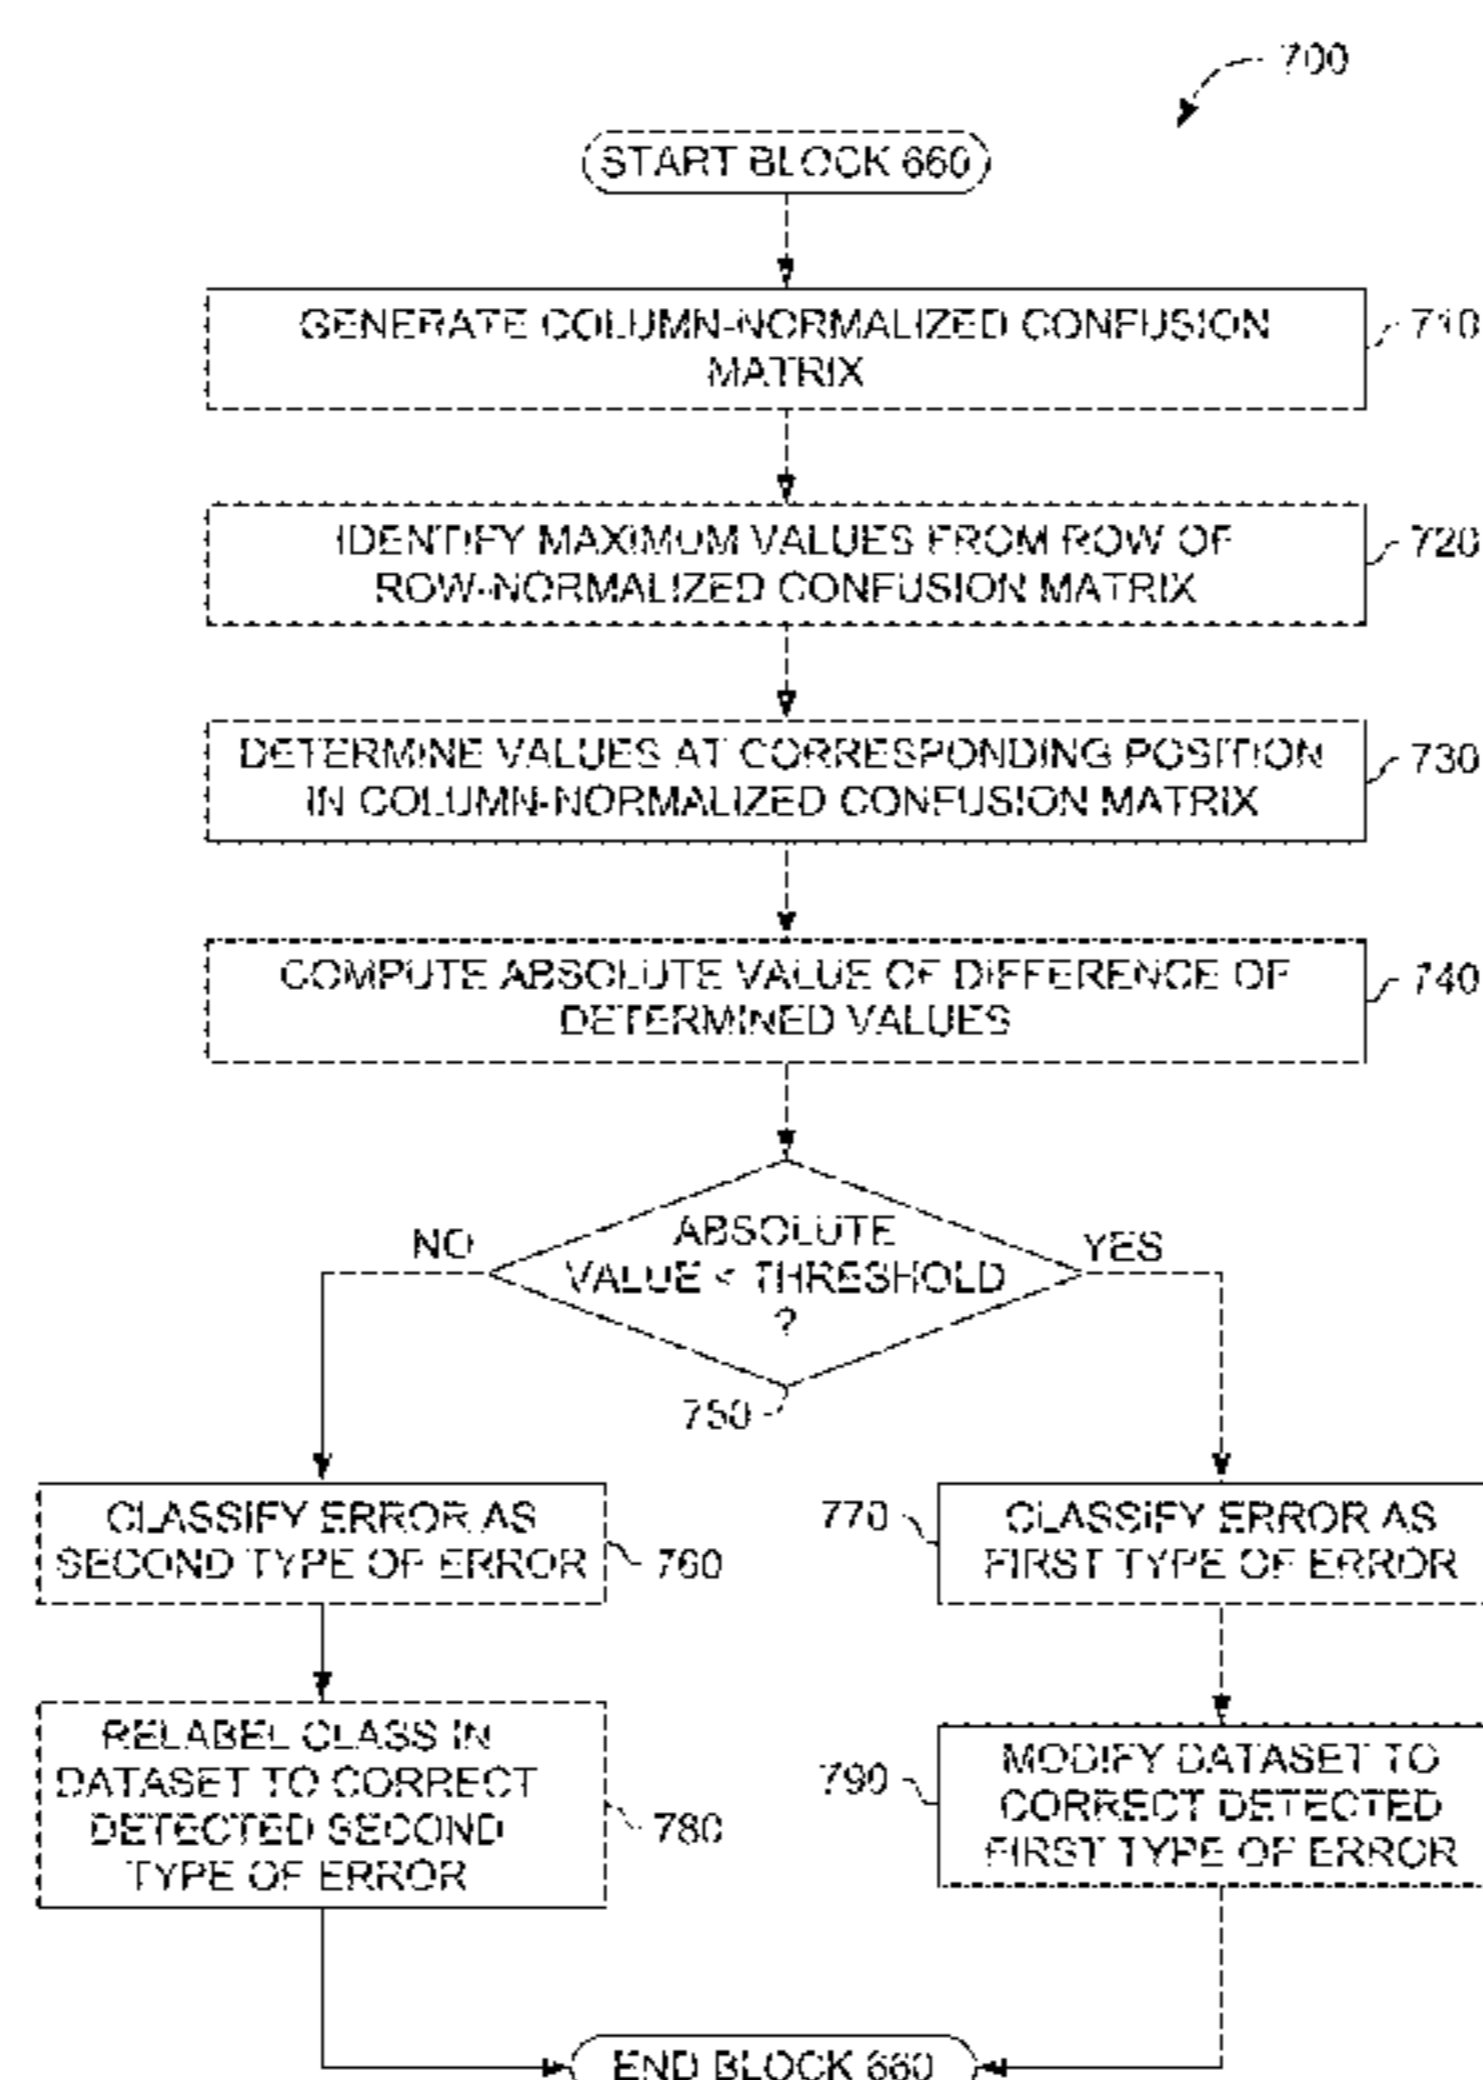 700
START BLOCK 660
GENERATE COLUMN-NORMALIZED CONFUSION
MATRIX
710
IDENTIFY MAXIMUM VALUES FROM ROW OF
ROW-NORMALIZED CONFUSION MATRIX
720
DETERMINE VALUES AT CORRESPONDING POSITION
IN COLUMN-NORMALIZED CONFUSION MATRIX
730
COMPUTE ABSOLUTE VALUE OF DIFFERENCE OF
DETERMINED VALUES
740
NO
ABSOLUTE
VALUE < THRESHOLD
?
YES
750
CLASSIFY ERROR AS
SECOND TYPE OF ERROR
760
770
CLASSIFY ERROR AS
FIRST TYPE OF ERROR
RELABEL CLASS IN
DATASET TO CORRECT
DETECTED SECOND
TYPE OF ERROR
780
790
MODIFY DATASET TO
CORRECT DETECTED
FIRST TYPE OF ERROR
END BLOCK 660